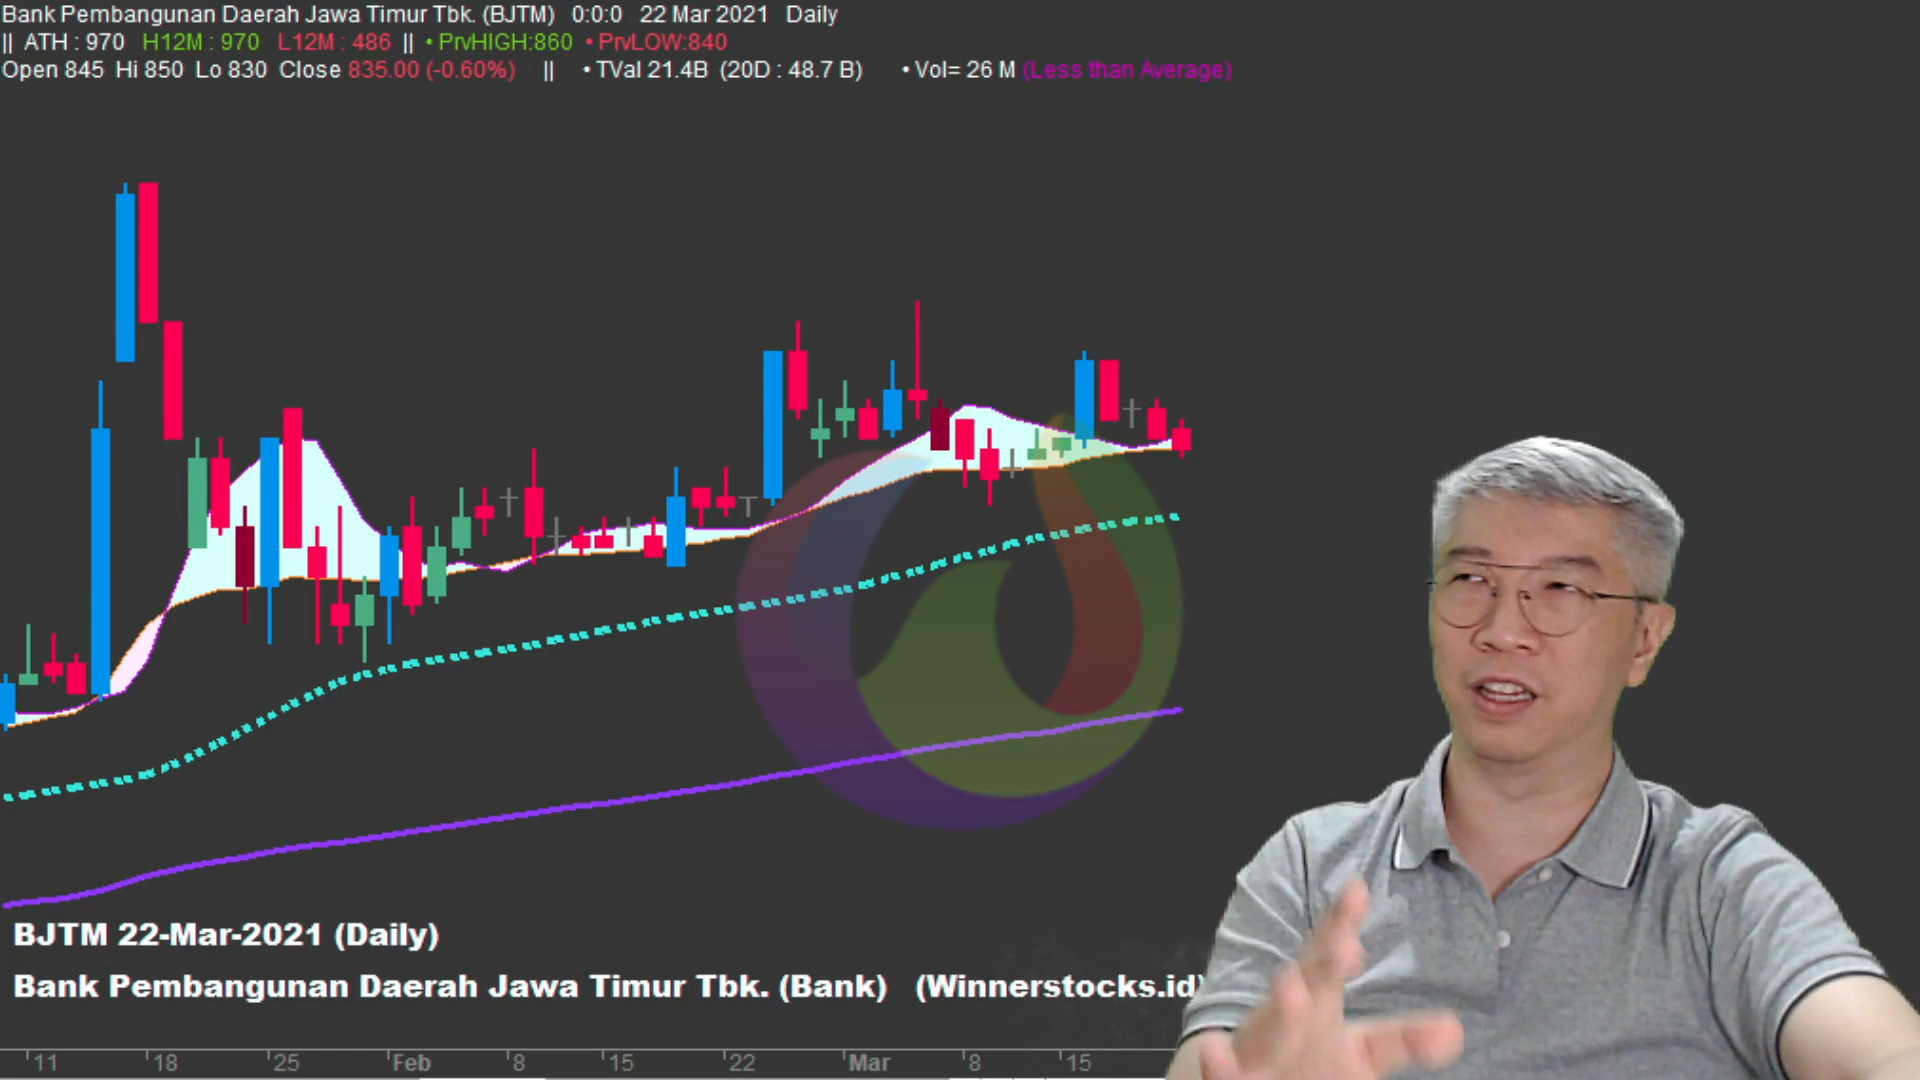 Bank Pembangunan Daerah Jawa Timur Tbk. (BJTM) 0:0:0 22 Mar 2021 Daily
|| ATH : 970 H12M : 970 L12M : 486 || • PrvHIGH:860 • PrvLOW:840
Open 845 Hi 850 Lo 830 Close 835.00 (-0.60%) || • TVal 21.4B (20D : 48.7 B) • Vol= 26 M (Less than Average)
BJTM 22-Mar-2021 (Daily)
Bank Pembangunan Daerah Jawa Timur Tbk. (Bank) (Winnerstocks.id)
11 18 25 Feb 8 15 22 Mar 8 15